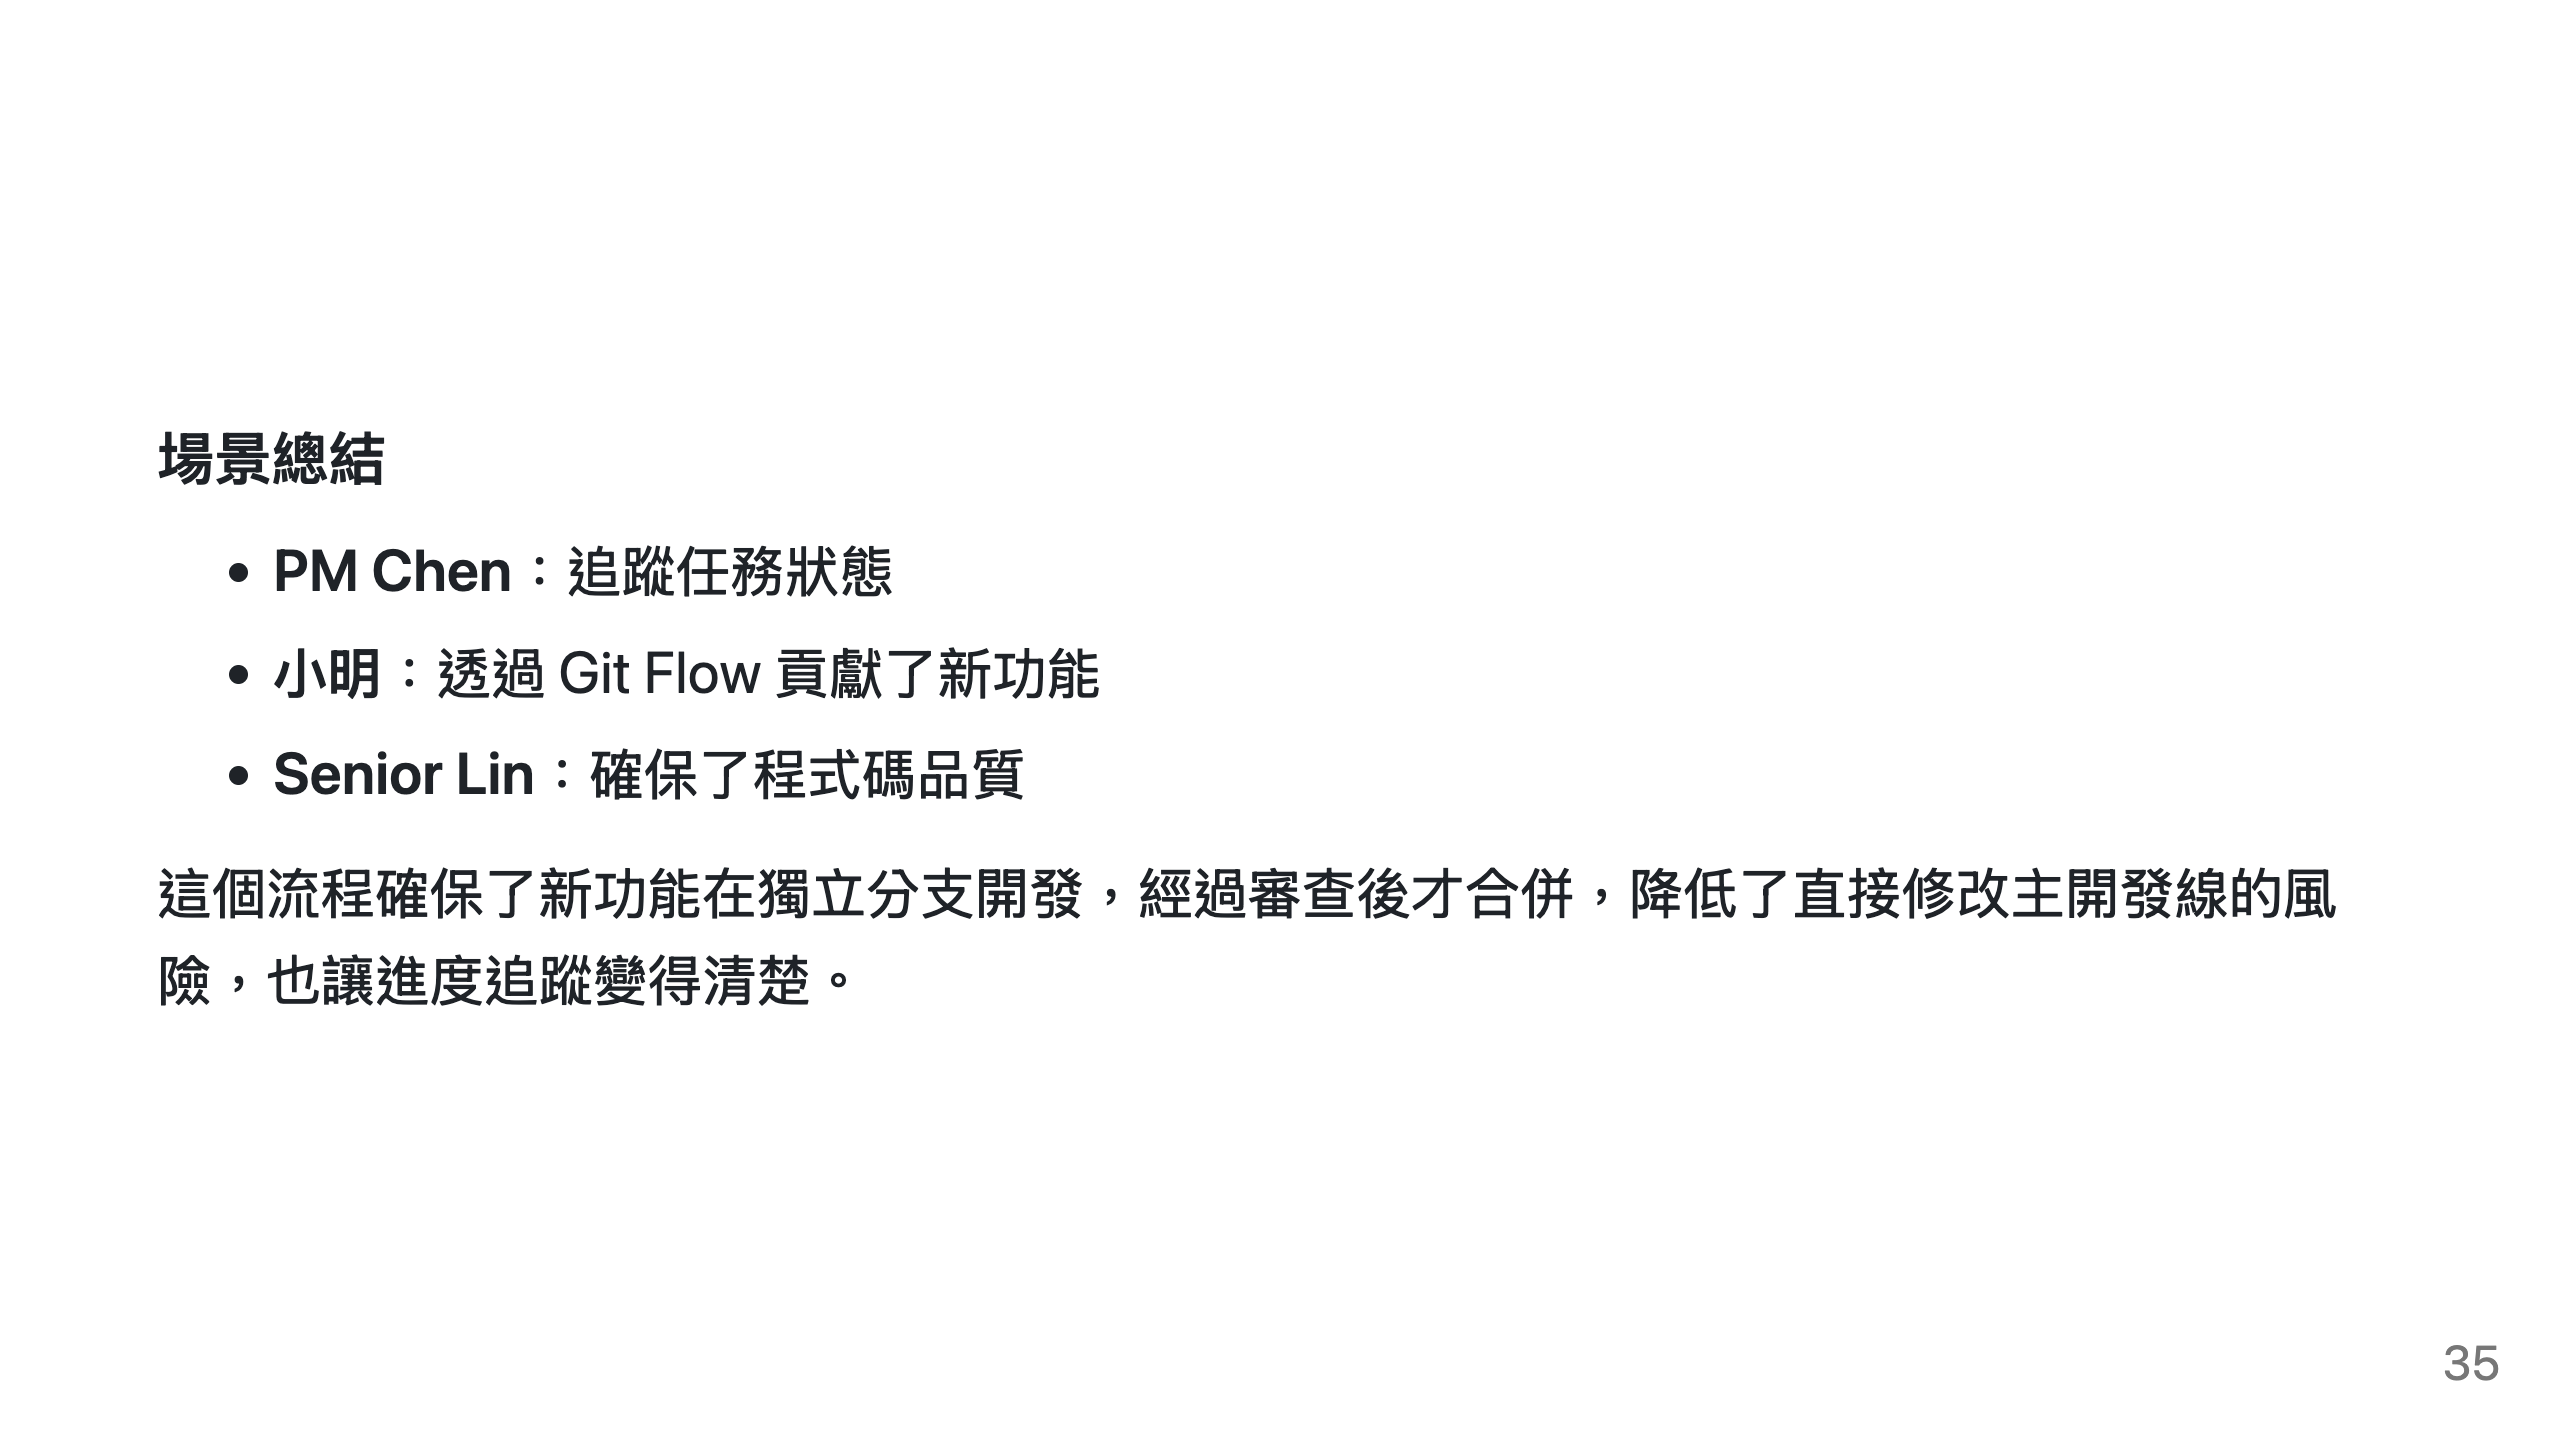 場景總結
• PM Chen：追蹤任務狀態
• 小明：透過 Git Flow 貢獻了新功能
• Senior Lin：確保了程式碼品質
這個流程確保了新功能在獨立分支開發，經過審查後才合併，降低了直接修改主開發線的風
險，也讓進度追蹤變得清楚。
35